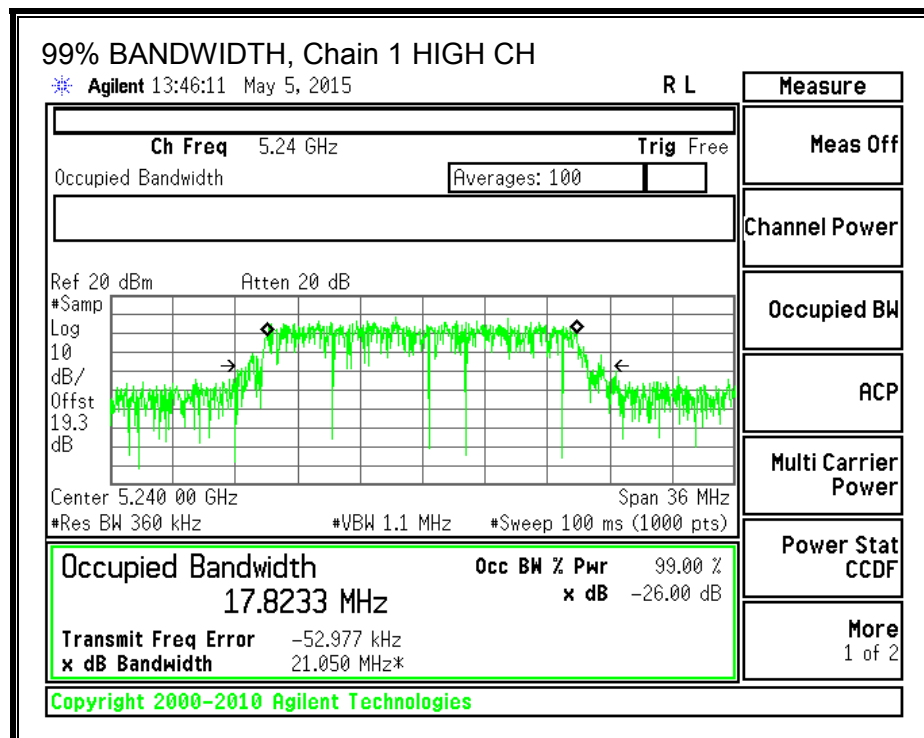 99% BANDWIDTH, Chain 1 HIGH CH
Agilent 13:46:11 May 5, 2015 R L
Measure
Ch Freq 5.24 GHz Trig Free
Meas Off
Occupied Bandwidth Averages: 100
Channel Power
Ref 20 dBm Atten 20 dB
#Samp
Log
10
dB/
Offst
19.3
dB
Occupied BW
ACP
Multi Carrier
Power
Center 5.240 00 GHz Span 36 MHz
#Res BW 360 kHz #VBW 1.1 MHz #Sweep 100 ms (1000 pts)
Power Stat
CCDF
Occupied Bandwidth Occ BW % Pwr 99.00 %
17.8233 MHz x dB -26.00 dB
Transmit Freq Error -52.977 kHz
x dB Bandwidth 21.050 MHz*
More
1 of 2
Copyright 2000-2010 Agilent Technologies